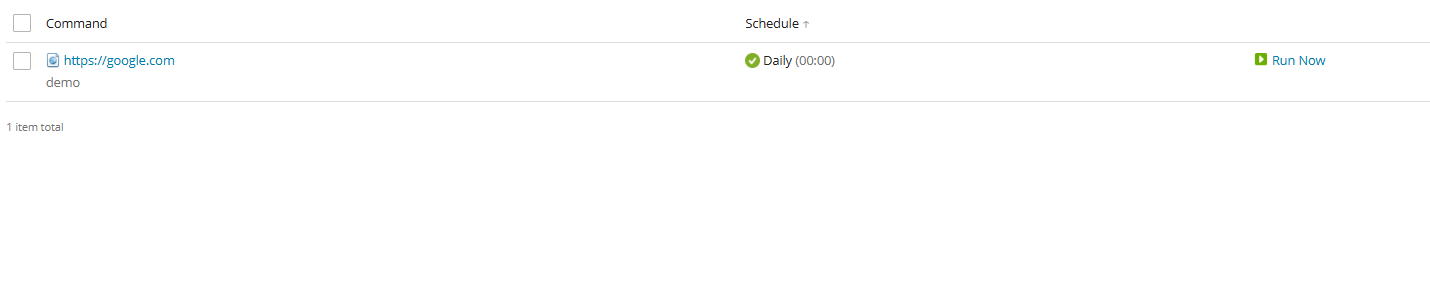 Command Schedule ↑
https://google.com Daily (00:00) Run Now
demo
1 item total